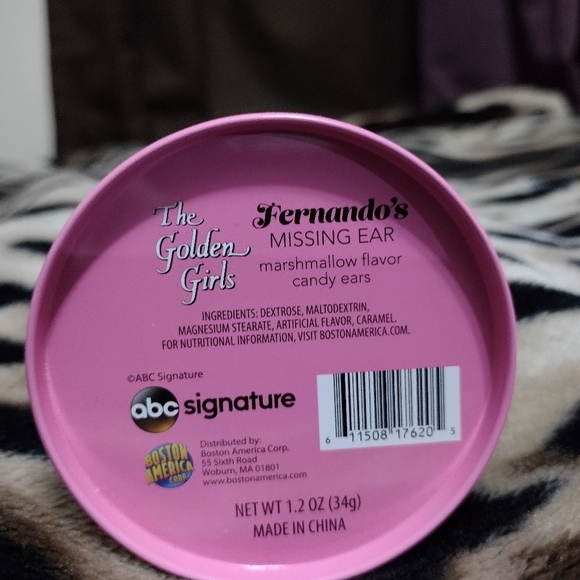 The
Golden
Girls
Fernando's
MISSING EAR
marshmallow flavor
candy ears
INGREDIENTS: DEXTROSE, MALTODEXTRIN,
MAGNESIUM STEARATE, ARTIFICIAL FLAVOR, CARAMEL.
FOR NUTRITIONAL INFORMATION, VISIT BOSTONAMERICA.COM.
©ABC Signature
abc signature
6 11508 17620 5
BOSTON
AMERICA
CORP
Distributed by:
Boston America Corp.
55 Sixth Road
Woburn, MA 01801
www.bostonamerica.com
NET WT 1.2 OZ (34g)
MADE IN CHINA